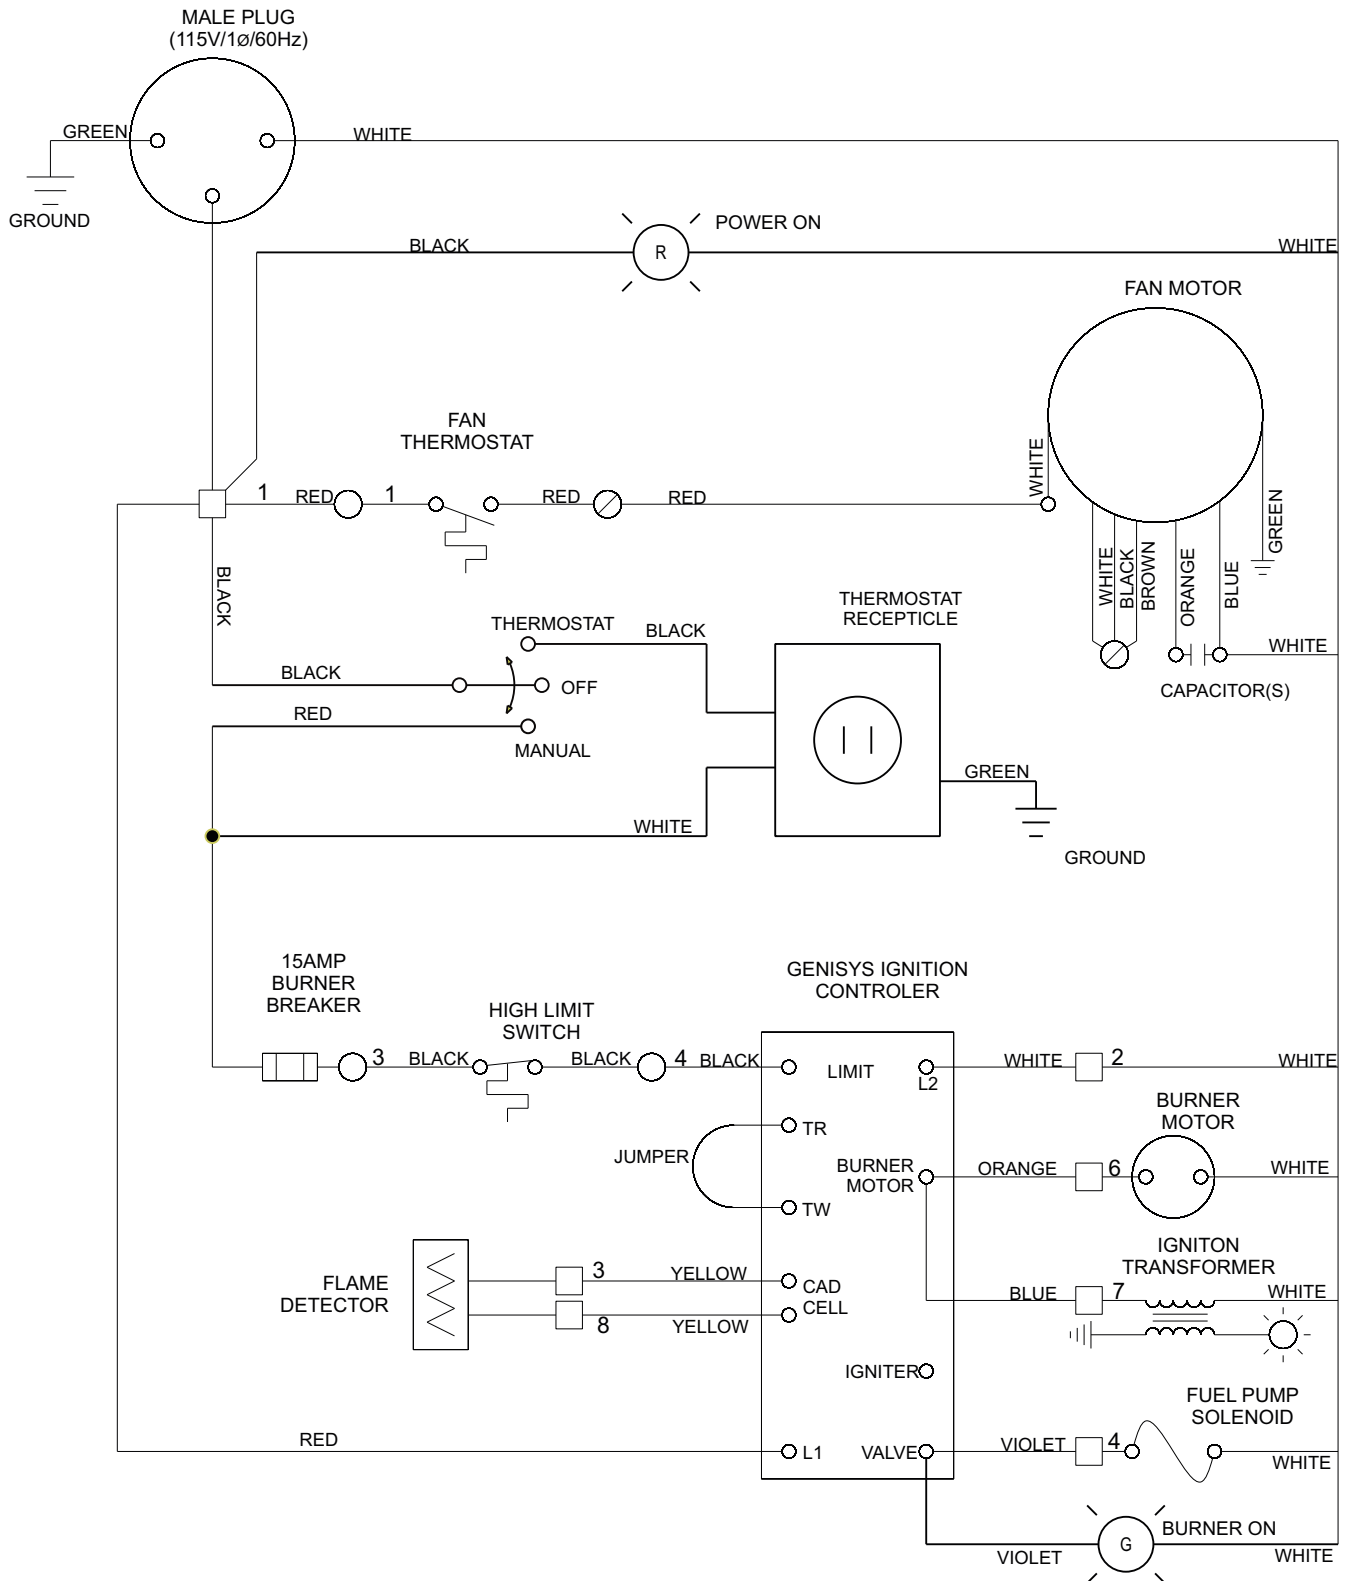 MALE PLUG
(115V/1ø/60Hz)
GREEN
WHITE
GROUND
POWER ON
BLACK
R
WHITE
FAN MOTOR
FAN
THERMOSTAT
WHITE
1
RED
1
RED
RED
GREEN
WHITE
BLACK
BROWN
ORANGE
BLUE
BLACK
THERMOSTAT
RECEPTICLE
THERMOSTAT
BLACK
WHITE
BLACK
OFF
CAPACITOR(S)
RED
MANUAL
GREEN
WHITE
GROUND
15AMP
BURNER
BREAKER
GENISYS IGNITION
CONTROLER
HIGH LIMIT
SWITCH
3
BLACK
BLACK
4
BLACK
LIMIT
L2
WHITE
2
WHITE
BURNER
MOTOR
TR
JUMPER
BURNER
MOTOR
ORANGE
6
WHITE
TW
IGNITON
TRANSFORMER
FLAME
DETECTOR
3
YELLOW
CAD
CELL
8
YELLOW
BLUE
7
WHITE
IGNITER
FUEL PUMP
SOLENOID
RED
L1
VALVE
VIOLET
4
WHITE
BURNER ON
G
VIOLET
WHITE